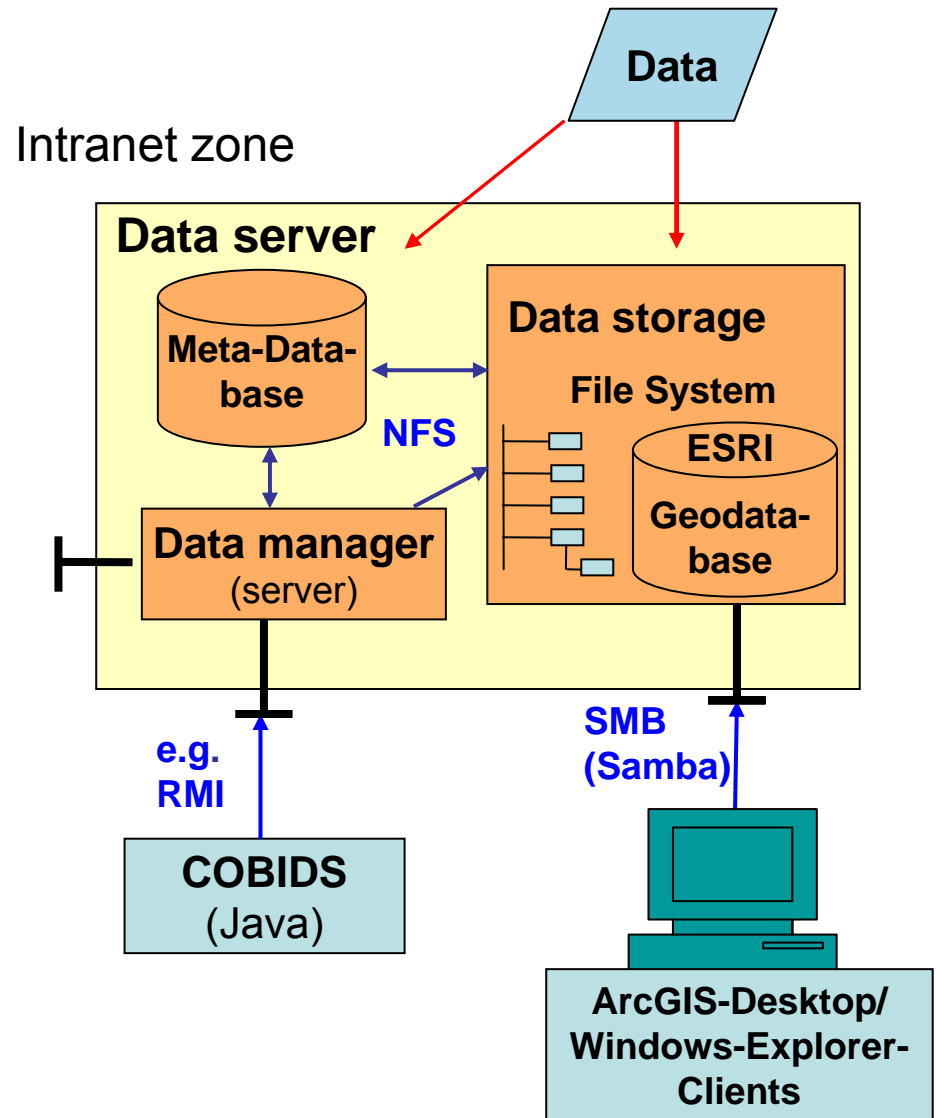 Data
Intranet zone
Data server
Meta-Data-
base
Data storage
File System
NFS
ESRI
Geodata-
base
Data manager
(server)
e.g.
RMI
SMB
(Samba)
COBIDS
(Java)
ArcGIS-Desktop/
Windows-Explorer-
Clients